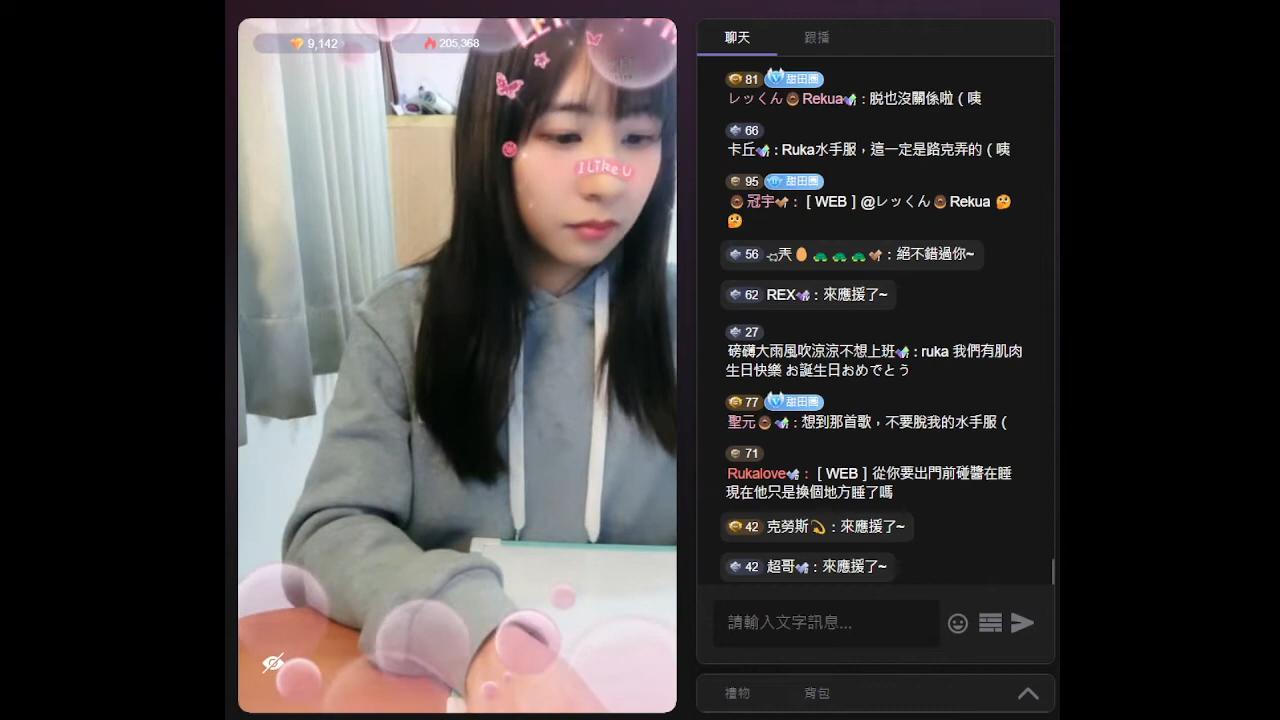 9,142
205,368
I Like U
聊天
跟播
81 甜田圈
レッくん🍩Rekua: 脱也沒關係啦 ( 咦
66
卡丘: Ruka水手服，這一定是路克弄的 ( 咦
95 甜田圈
🍩冠宇: [ WEB ] @レッくん🍩Rekua 🤔
🤔
56 🥚🐢🐢🐢: 絕不錯過你~
62 REX: 來應援了~
27
磅礴大雨風吹涼涼不想上班: ruka 我們有肌肉
生日快樂 お誕生日おめでとう
77 甜田圈
聖元🍩: 想到那首歌，不要脫我的水手服 (
71
Rukalove: [ WEB ] 從你要出門前碰醬在睡
現在他只是換個地方睡了嗎
42 克勞斯💫: 來應援了~
42 超哥: 來應援了~
請輸入文字訊息...
禮物
背包